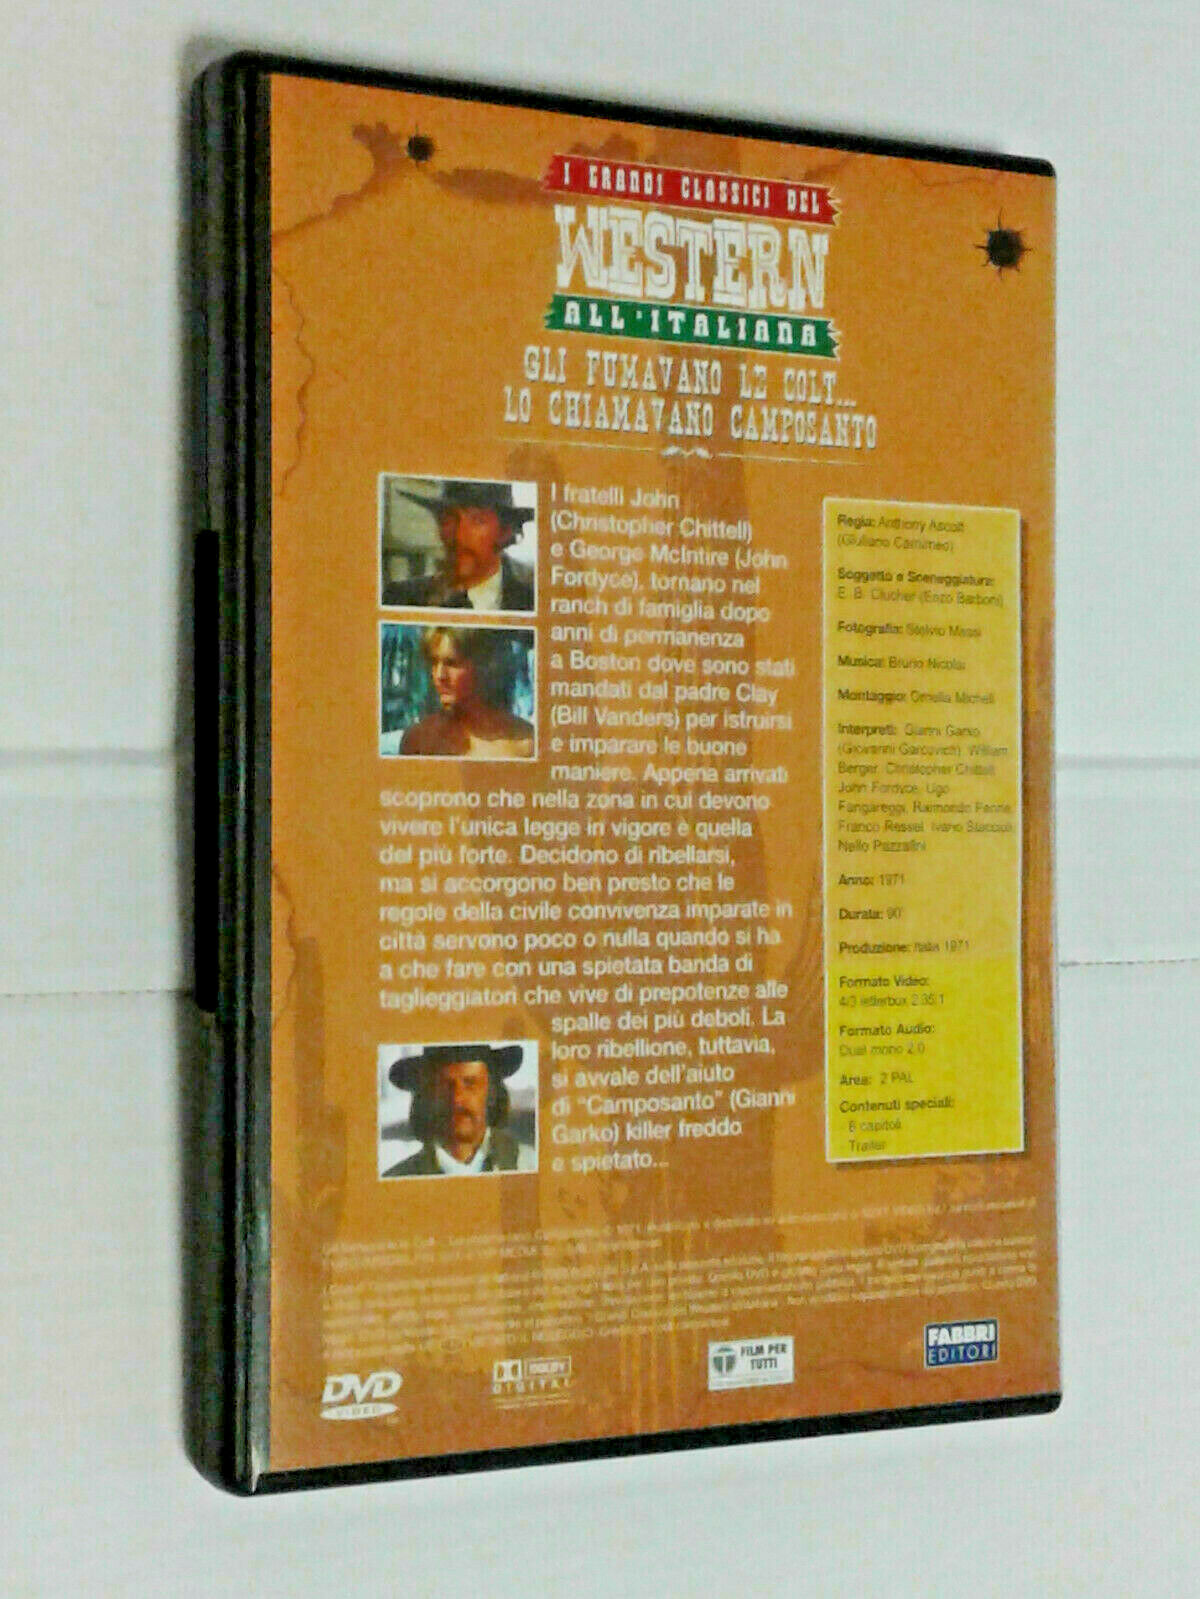 I GRANDI CLASSICI DEL
WESTERN
ALL'ITALIANA
GLI FUMAVANO LE COLT...
LO CHIAMAVANO CAMPOSANTO
I fratelli John
(Christopher Chittell)
e George McIntire (John
Fordyce), tornano nel
ranch di famiglia dopo
anni di permanenza
a Boston dove sono stati
mandati dal padre Clay
(Bill Vanders) per istruirsi
e imparare le buone
maniere. Appena arrivati
scoprono che nella zona in cui devono
vivere l'unica legge in vigore è quella
del più forte. Decidono di ribellarsi,
ma si accorgono ben presto che le
regole della civile convivenza imparate in
città servono poco o nulla quando si ha
a che fare con una spietata banda di
taglieggiatori che vive di prepotenze alle
spalle dei più deboli. La
loro ribellione, tuttavia,
si avvale dell'aiuto
di "Camposanto" (Gianni
Garko) killer freddo
e spietato...
Regia: Anthony Ascott
(Giuliano Carnimeo)
Soggetto e Sceneggiatura:
E. B. Clucher (Enzo Barboni)
Fotografia: Stelvio Massi
Musica: Bruno Nicolai
Montaggio: Ornella Micheli
Interpreti: Gianni Garko
(Giovanni Garcovich), William
Berger, Christopher Chittell,
John Fordyce, Ugo
Fangareggi, Raimondo Penne,
Franco Ressel, Ivano Staccioli,
Nello Pazzafini
Anno: 1971
Durata: 90'
Produzione: Italia 1971
Formato Video:
4/3 letterbox 2.35:1
Formato Audio:
Dual mono 2.0
Area: 2 PAL
Contenuti speciali:
- 8 capitoli
- Trailer
DVD
VIDEO
DOLBY
DIGITAL
FILM PER
TUTTI
FABBRI
EDITORI